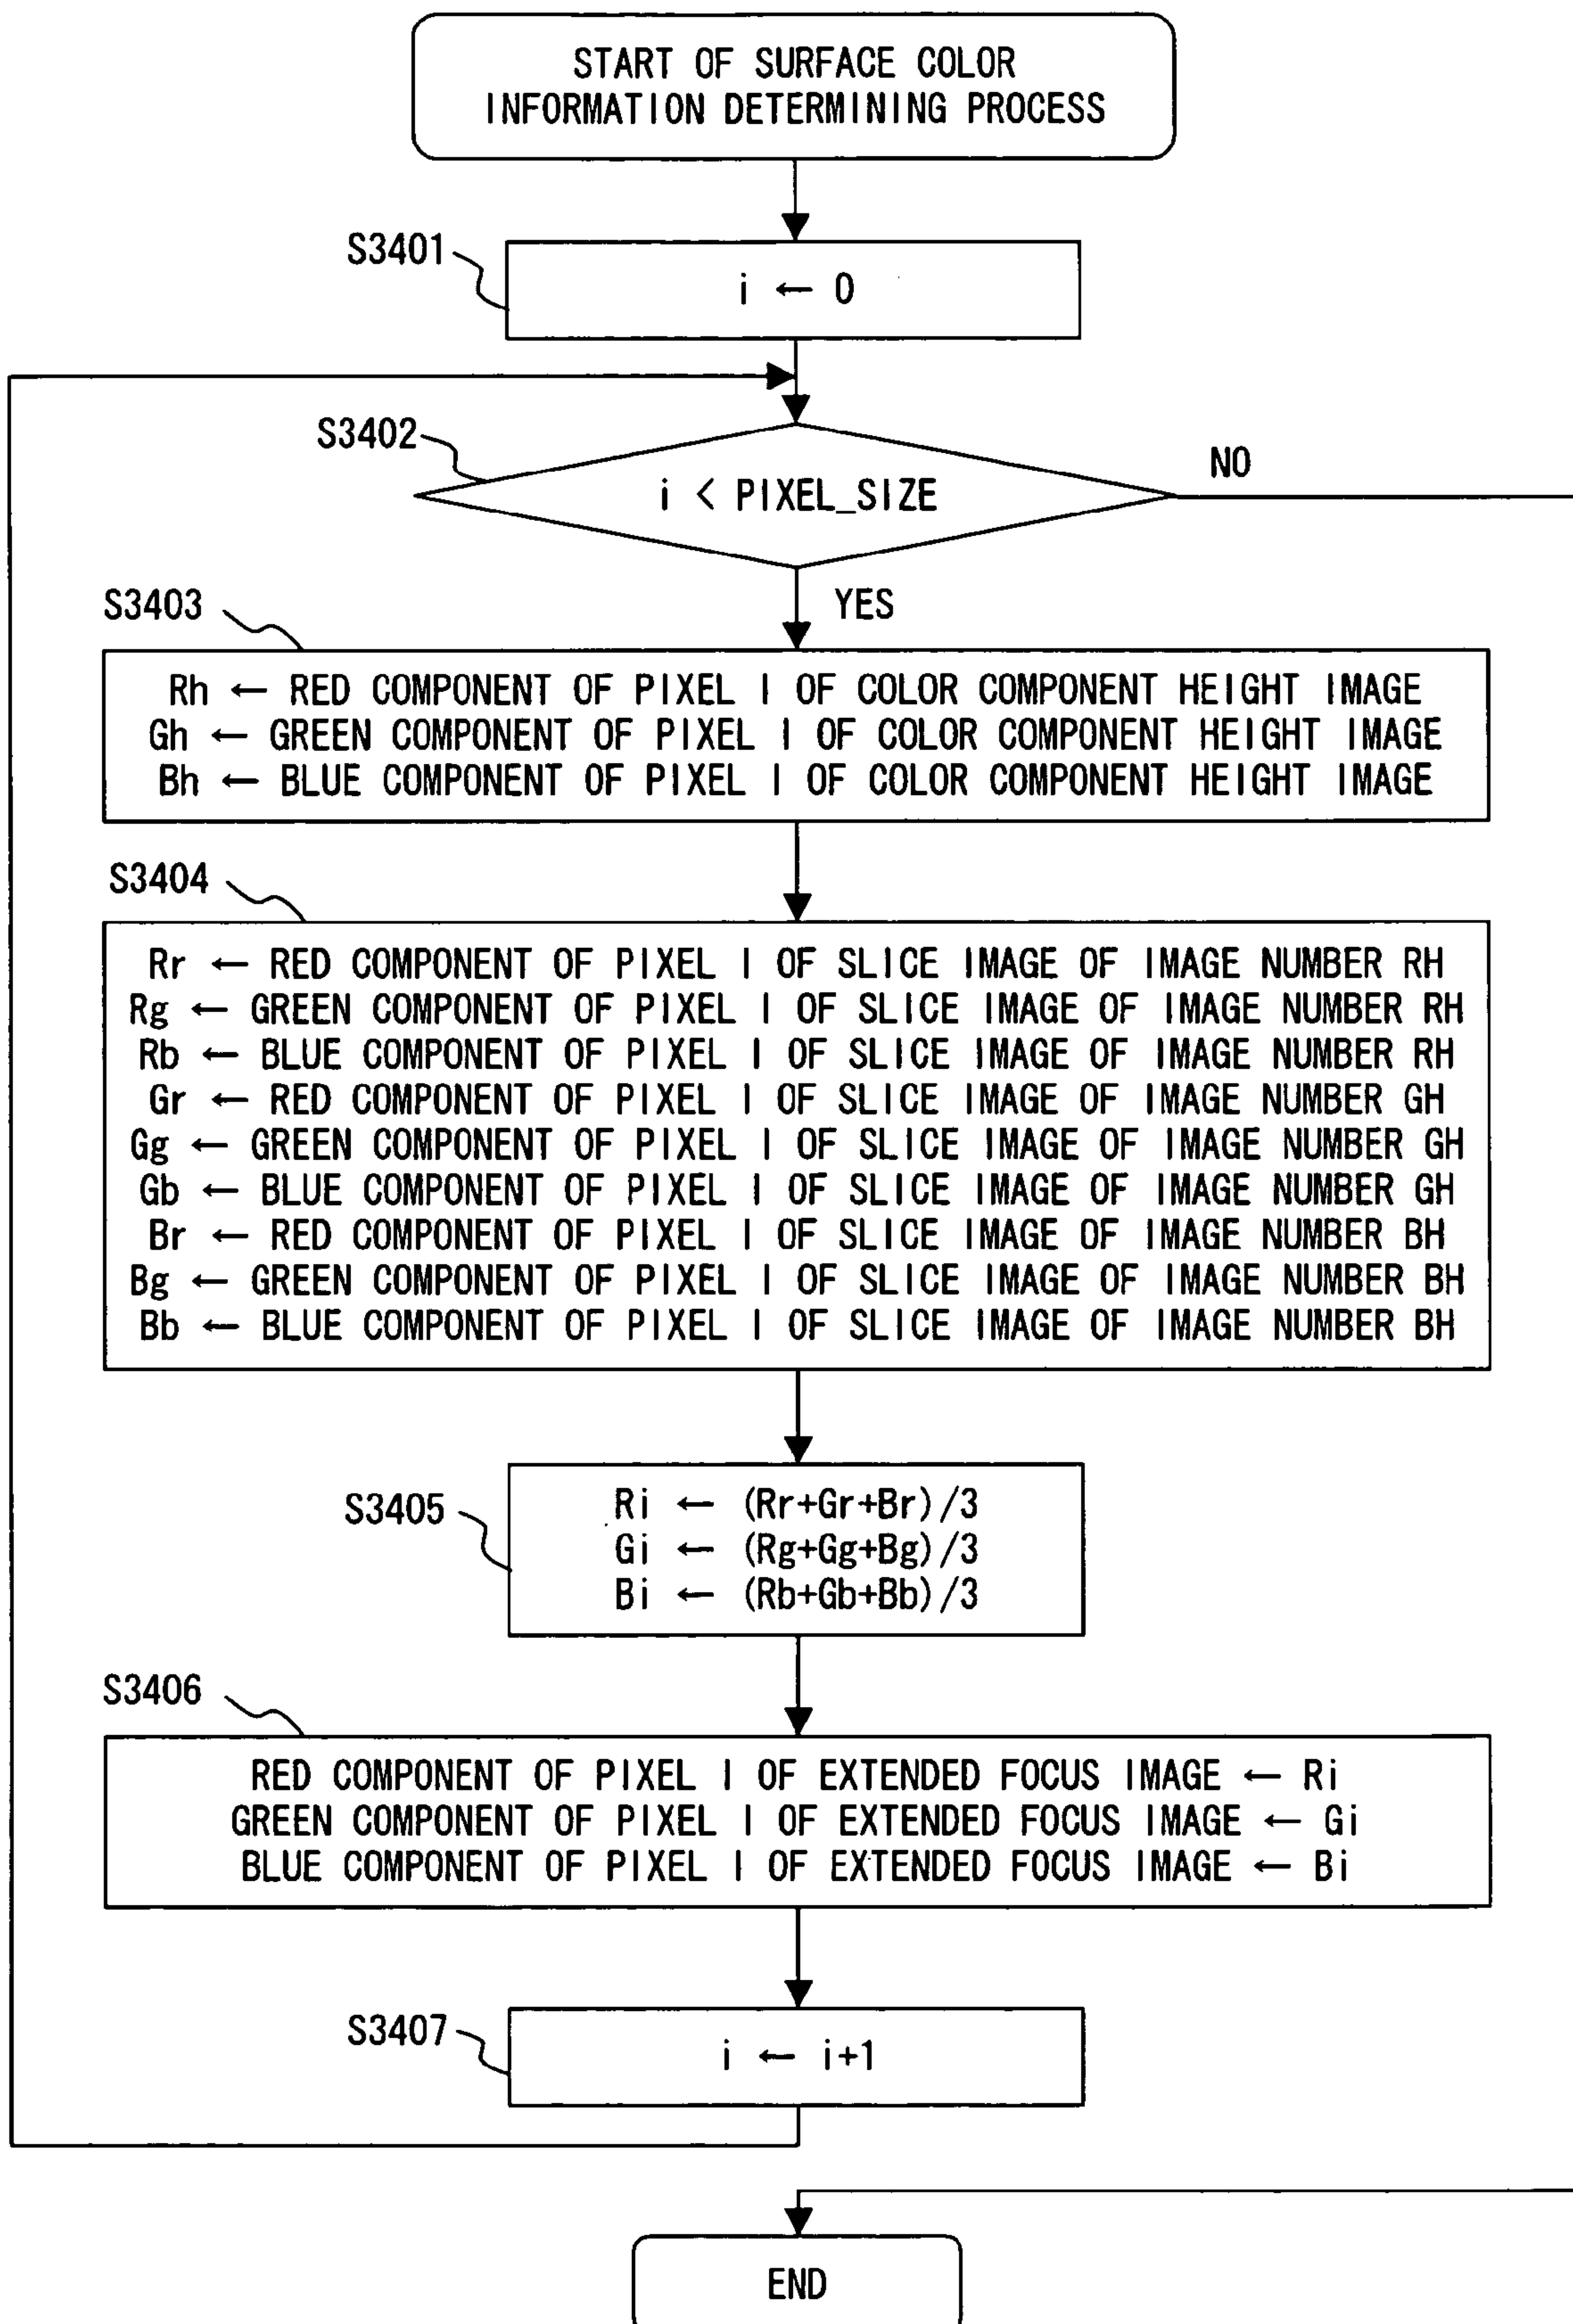 START OF SURFACE COLOR
INFORMATION DETERMINING PROCESS
S3401
i ← 0
S3402
i < PIXEL_SIZE
NO
YES
S3403
Rh ← RED COMPONENT OF PIXEL I OF COLOR COMPONENT HEIGHT IMAGE
Gh ← GREEN COMPONENT OF PIXEL I OF COLOR COMPONENT HEIGHT IMAGE
Bh ← BLUE COMPONENT OF PIXEL I OF COLOR COMPONENT HEIGHT IMAGE
S3404
Rr ← RED COMPONENT OF PIXEL I OF SLICE IMAGE OF IMAGE NUMBER RH
Rg ← GREEN COMPONENT OF PIXEL I OF SLICE IMAGE OF IMAGE NUMBER RH
Rb ← BLUE COMPONENT OF PIXEL I OF SLICE IMAGE OF IMAGE NUMBER RH
Gr ← RED COMPONENT OF PIXEL I OF SLICE IMAGE OF IMAGE NUMBER GH
Gg ← GREEN COMPONENT OF PIXEL I OF SLICE IMAGE OF IMAGE NUMBER GH
Gb ← BLUE COMPONENT OF PIXEL I OF SLICE IMAGE OF IMAGE NUMBER GH
Br ← RED COMPONENT OF PIXEL I OF SLICE IMAGE OF IMAGE NUMBER BH
Bg ← GREEN COMPONENT OF PIXEL I OF SLICE IMAGE OF IMAGE NUMBER BH
Bb ← BLUE COMPONENT OF PIXEL I OF SLICE IMAGE OF IMAGE NUMBER BH
S3405
Ri ← (Rr+Gr+Br)/3
Gi ← (Rg+Gg+Bg)/3
Bi ← (Rb+Gb+Bb)/3
S3406
RED COMPONENT OF PIXEL I OF EXTENDED FOCUS IMAGE ← Ri
GREEN COMPONENT OF PIXEL I OF EXTENDED FOCUS IMAGE ← Gi
BLUE COMPONENT OF PIXEL I OF EXTENDED FOCUS IMAGE ← Bi
S3407
i ← i+1
END